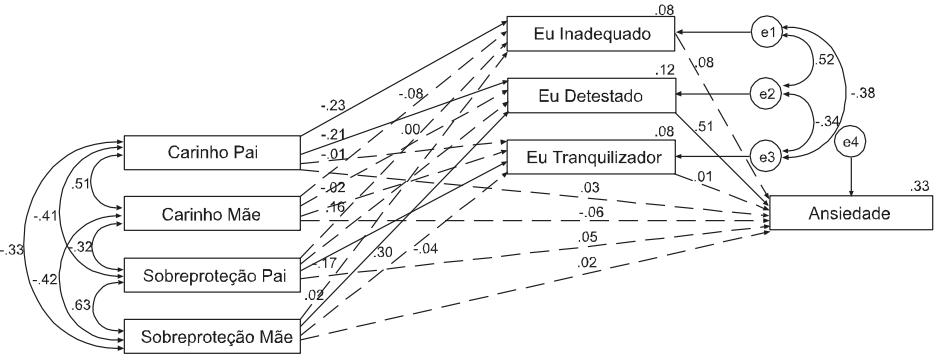 .08
Eu Inadequado
e1
.08
.52
.12
-.08
Eu Detestado
e2
-.38
-.23
.00
.51
-.34
-.21
.08
e4
Carinho Pai
-.01
Eu Tranquilizador
e3
.01
.51
-.02
.03
.33
Carinho Mãe
.16
-.06
Ansiedade
-.41
-.33
-.32
.30
-.04
.05
-.42
Sobreproteção Pai
-.17
.02
.63
.02
Sobreproteção Mãe